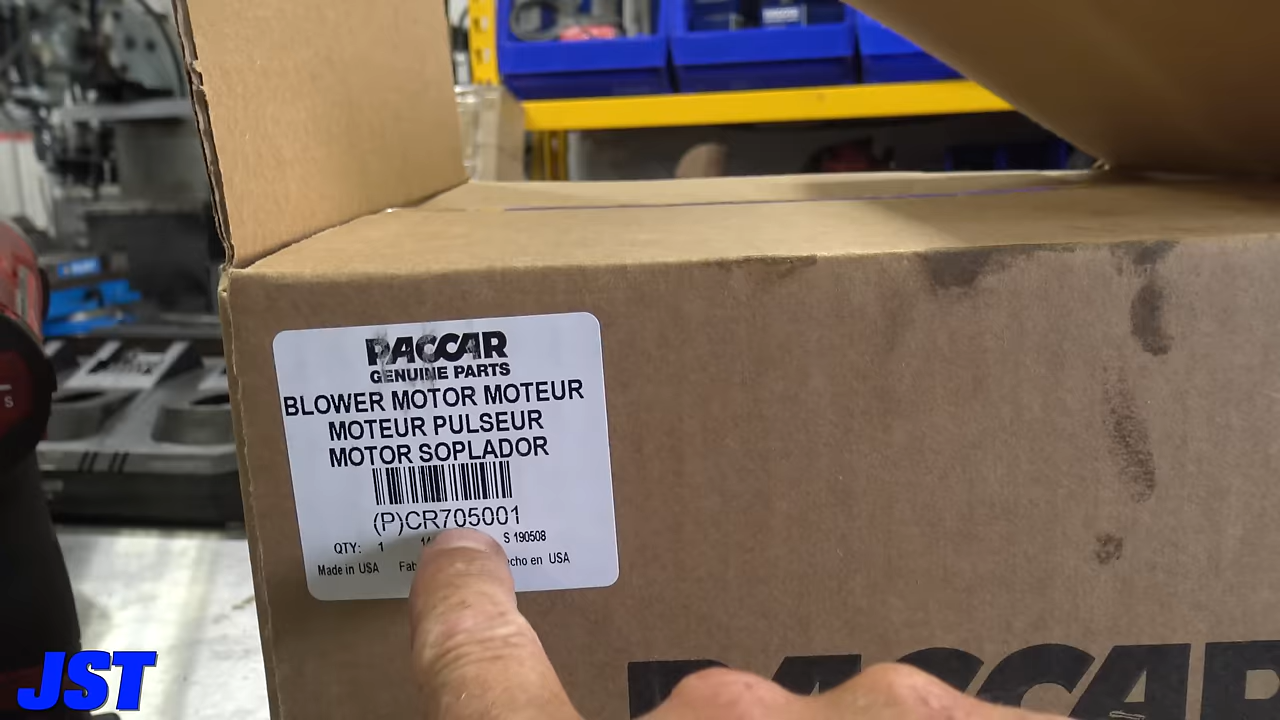 PACCAR
GENUINE PARTS
BLOWER MOTOR MOTEUR
MOTEUR PULSEUR
MOTOR SOPLADOR
(P)CR705001
QTY: 1 S 190508
Made in USA en USA
PACCAR
JST